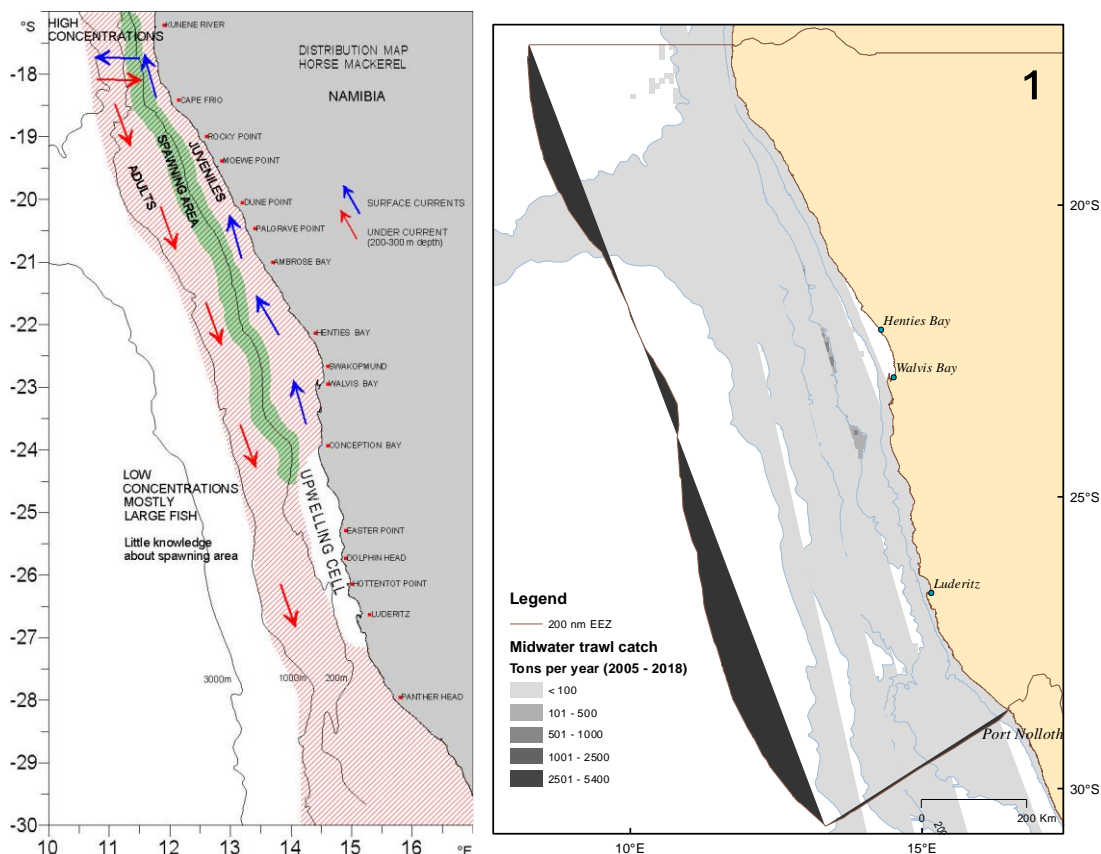 °S
HIGH
CONCENTRATIONS
KUNENE RIVER
DISTRIBUTION MAP
HORSE MACKEREL
NAMIBIA
-18
CAPE FRIO
-19
ROCKY POINT
MOEWE POINT
JUVENILES
SPAWNING AREA
ADULTS
-20
DUNE POINT
SURFACE CURRENTS
PALGRAVE POINT
UNDER CURRENT
(200-300 m depth)
-21
AMBROSE BAY
-22
HENTIES BAY
SWAKOPMUND
-23
WALVIS BAY
-24
CONCEPTION BAY
LOW
CONCENTRATIONS
MOSTLY
LARGE FISH
Little knowledge
about spawning area
UPWELLING CELL
-25
EASTER POINT
DOLPHIN HEAD
-26
HOTTENTOT POINT
LUDERITZ
-27
3000m
1000m
200m
-28
PANTHER HEAD
-29
-30
10
11
12
13
14
15
16
°E
1
20°S
Henties Bay
Walvis Bay
25°S
Luderitz
Legend
200 nm EEZ
Midwater trawl catch
Tons per year (2005 - 2018)
< 100
101 - 500
501 - 1000
1001 - 2500
2501 - 5400
Port Nolloth
30°S
0
200 Km
10°E
15°E